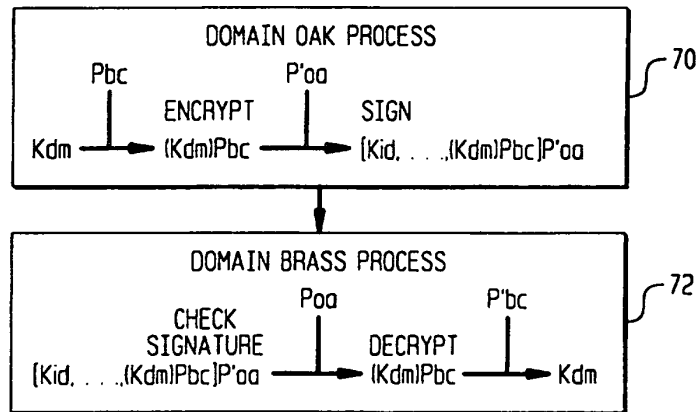 DOMAIN OAK PROCESS
Pbc P'oa
ENCRYPT SIGN
Kdm (Kdm)Pbc [Kid, . . . ,(Kdm)Pbc]P'oa
70
DOMAIN BRASS PROCESS
Poa P'bc
CHECK
SIGNATURE DECRYPT
[Kid, . . . ,(Kdm)Pbc]P'oa (Kdm)Pbc Kdm
72